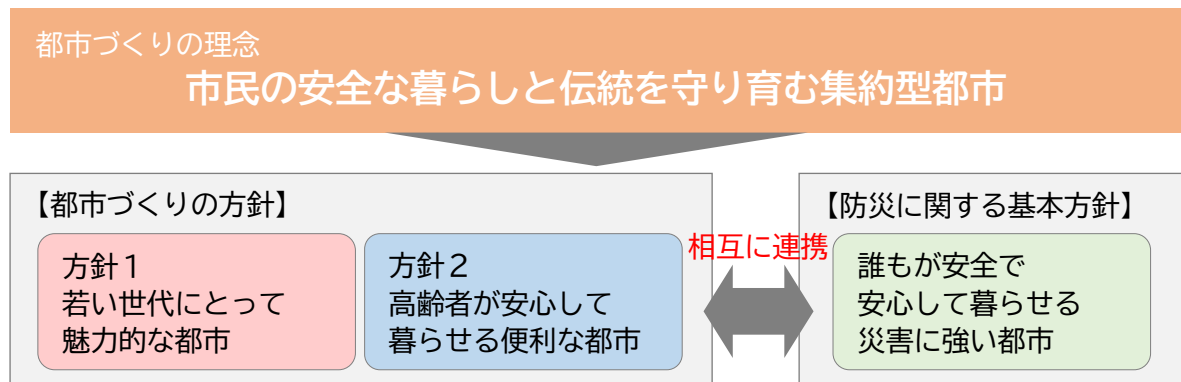 都市づくりの理念
市民の安全な暮らしと伝統を守り育む集約型都市
【都市づくりの方針】
方針１
若い世代にとって
魅力的な都市
方針２
高齢者が安心して
暮らせる便利な都市
相互に連携
【防災に関する基本方針】
誰もが安全で
安心して暮らせる
災害に強い都市